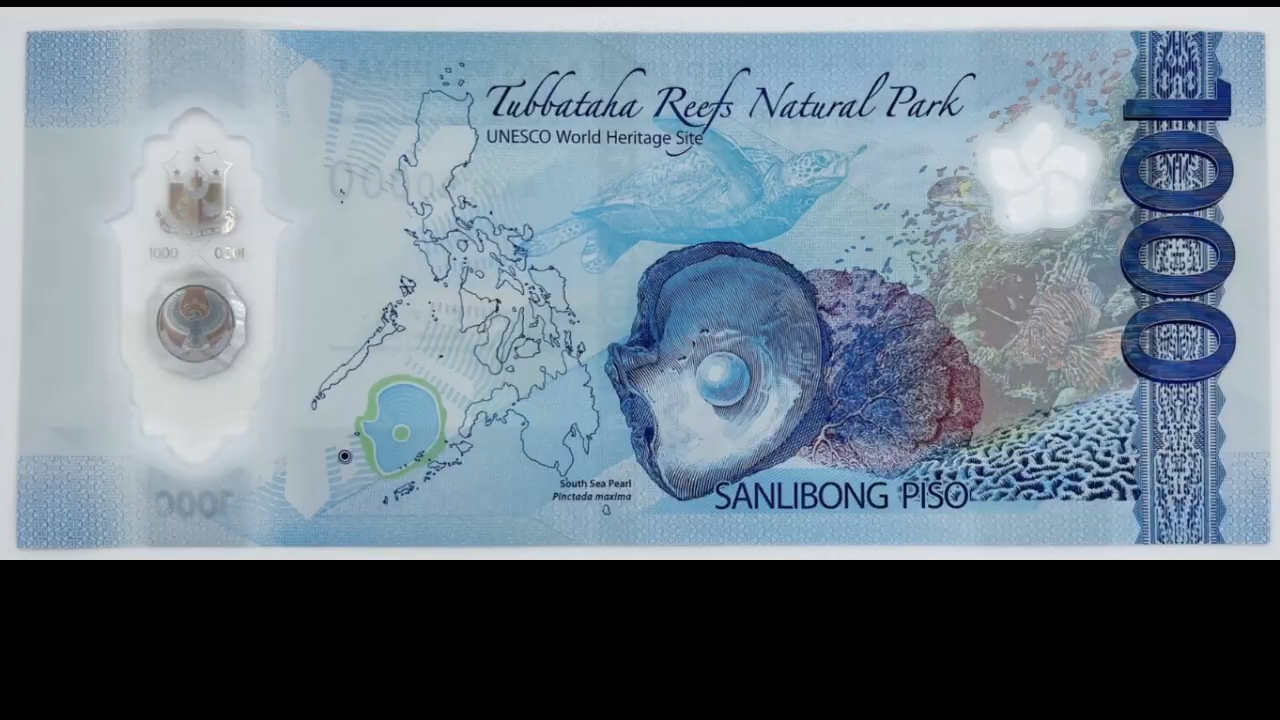 Tubbataha Reefs Natural Park
UNESCO World Heritage Site
1000
1000
South Sea Pearl
Pinctada maxima
SANLIBONG PISO
1000